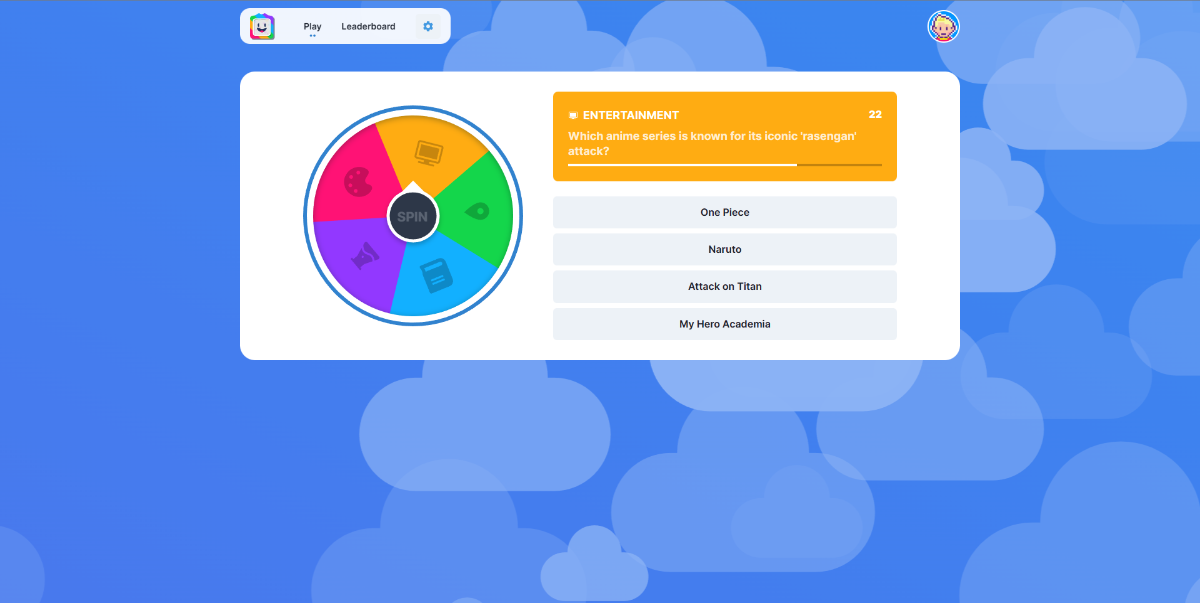 Play
Leaderboard
SPIN
ENTERTAINMENT
22
Which anime series is known for its iconic 'rasengan'
attack?
One Piece
Naruto
Attack on Titan
My Hero Academia